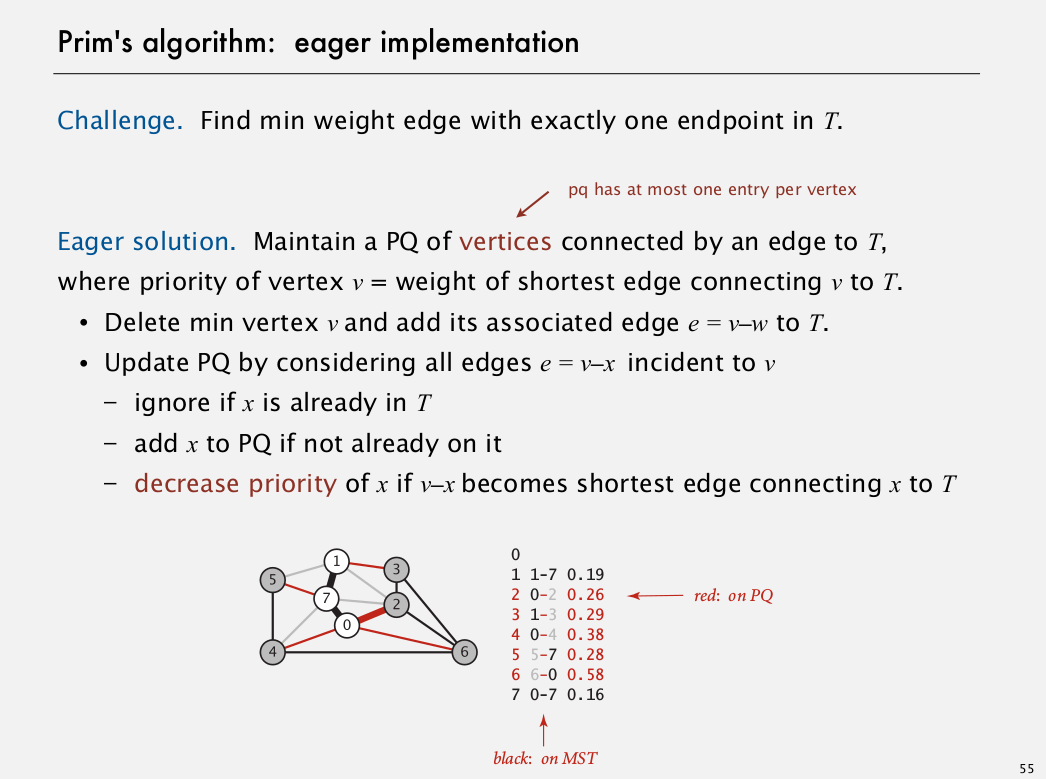 Prim's algorithm: eager implementation
Challenge. Find min weight edge with exactly one endpoint in T.
pq has at most one entry per vertex
Eager solution. Maintain a PQ of vertices connected by an edge to T,
where priority of vertex v = weight of shortest edge connecting v to T.
• Delete min vertex v and add its associated edge e = v–w to T.
• Update PQ by considering all edges e = v–x incident to v
– ignore if x is already in T
– add x to PQ if not already on it
– decrease priority of x if v–x becomes shortest edge connecting x to T
1
3
5
7
2
0
4
6
0
1 1-7 0.19
2 0-2 0.26
3 1-3 0.29
4 0-4 0.38
5 5-7 0.28
6 6-0 0.58
7 0-7 0.16
red: on PQ
black: on MST
55